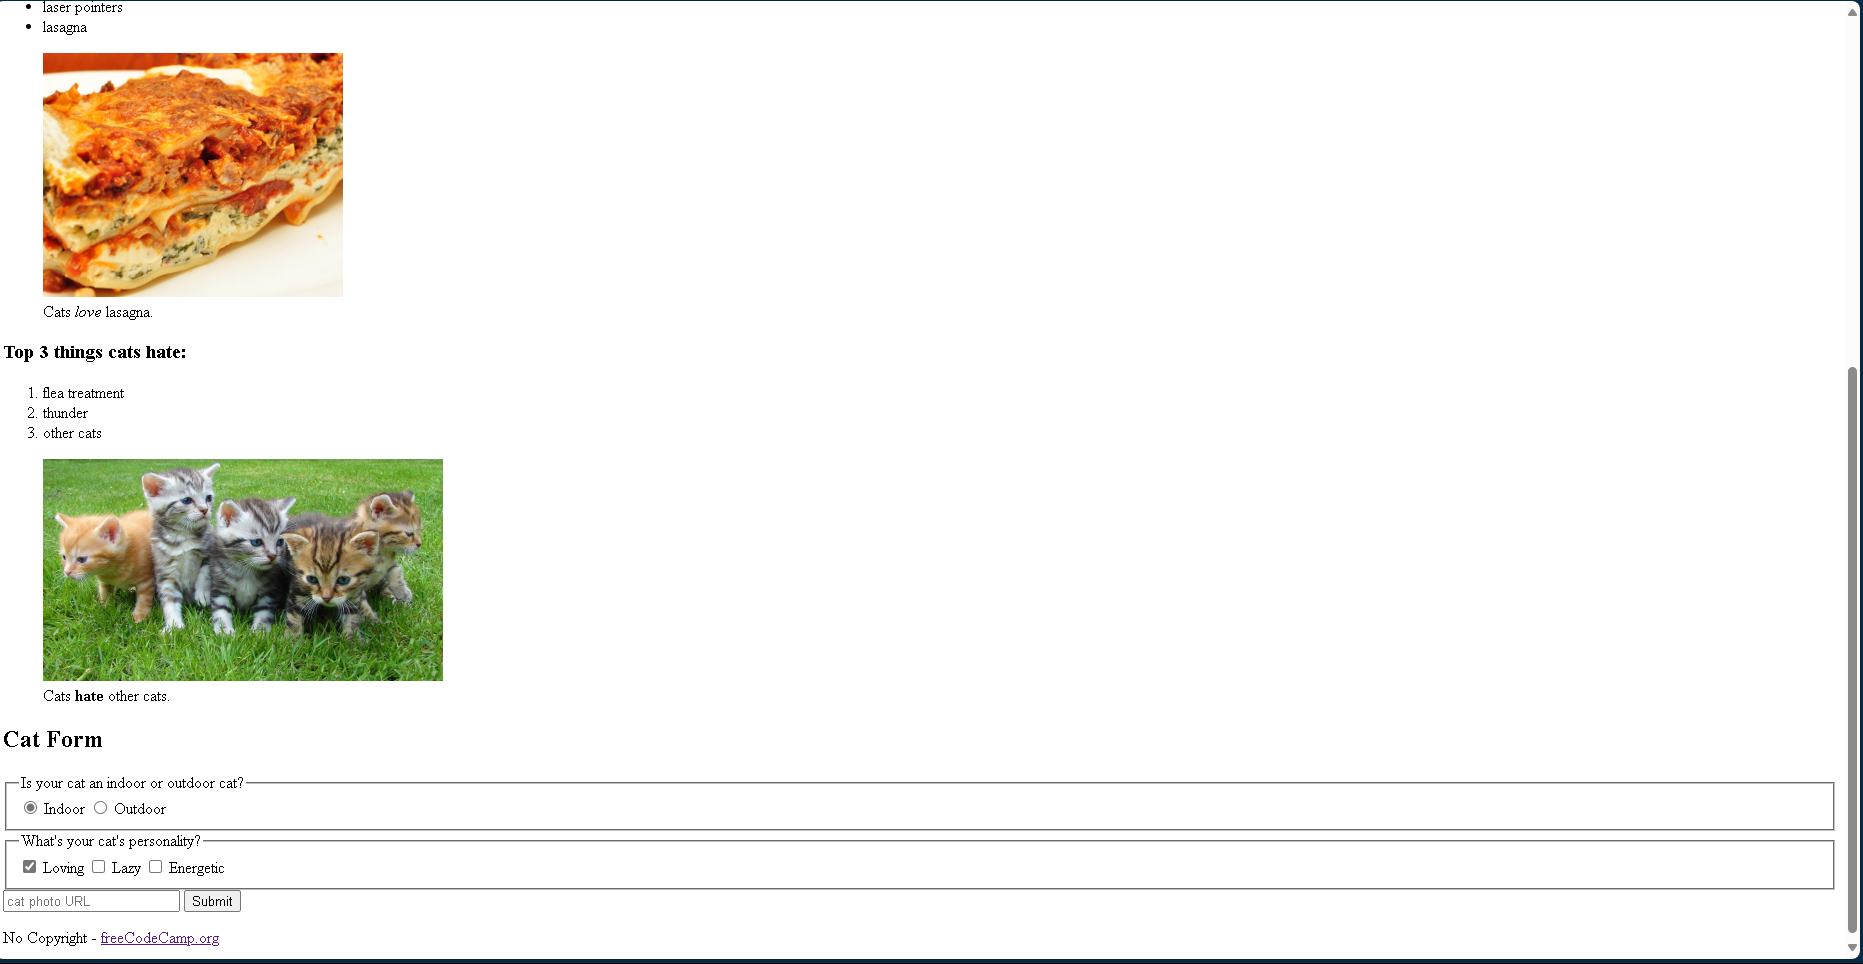 • laser pointers
• lasagna
Cats love lasagna.
Top 3 things cats hate:
1. flea treatment
2. thunder
3. other cats
Cats hate other cats.
Cat Form
Is your cat an indoor or outdoor cat?
Indoor Outdoor
What's your cat's personality?
Loving Lazy Energetic
cat photo URL Submit
No Copyright - freeCodeCamp.org